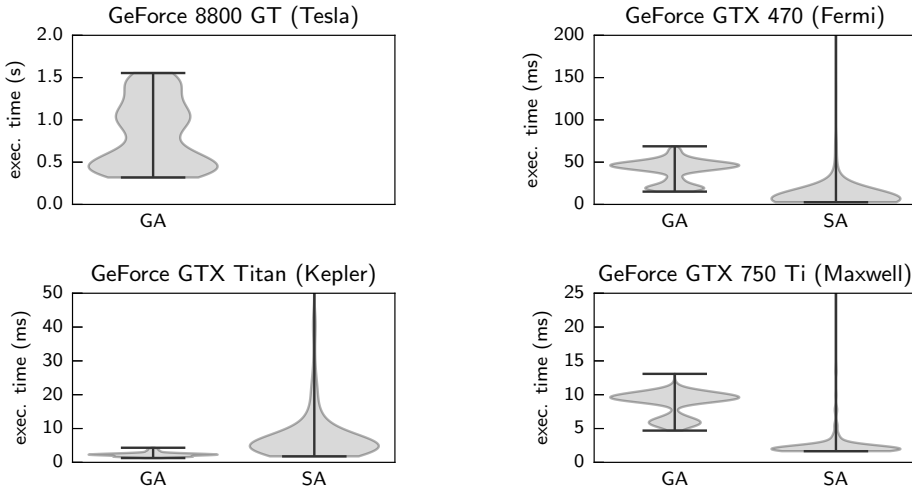 GeForce 8800 GT (Tesla)
2.0
1.5
1.0
0.5
0.0
exec. time (s)
GA
GeForce GTX 470 (Fermi)
200
150
100
50
0
exec. time (ms)
GA SA
GeForce GTX Titan (Kepler)
50
40
30
20
10
0
exec. time (ms)
GA SA
GeForce GTX 750 Ti (Maxwell)
25
20
15
10
5
0
exec. time (ms)
GA SA